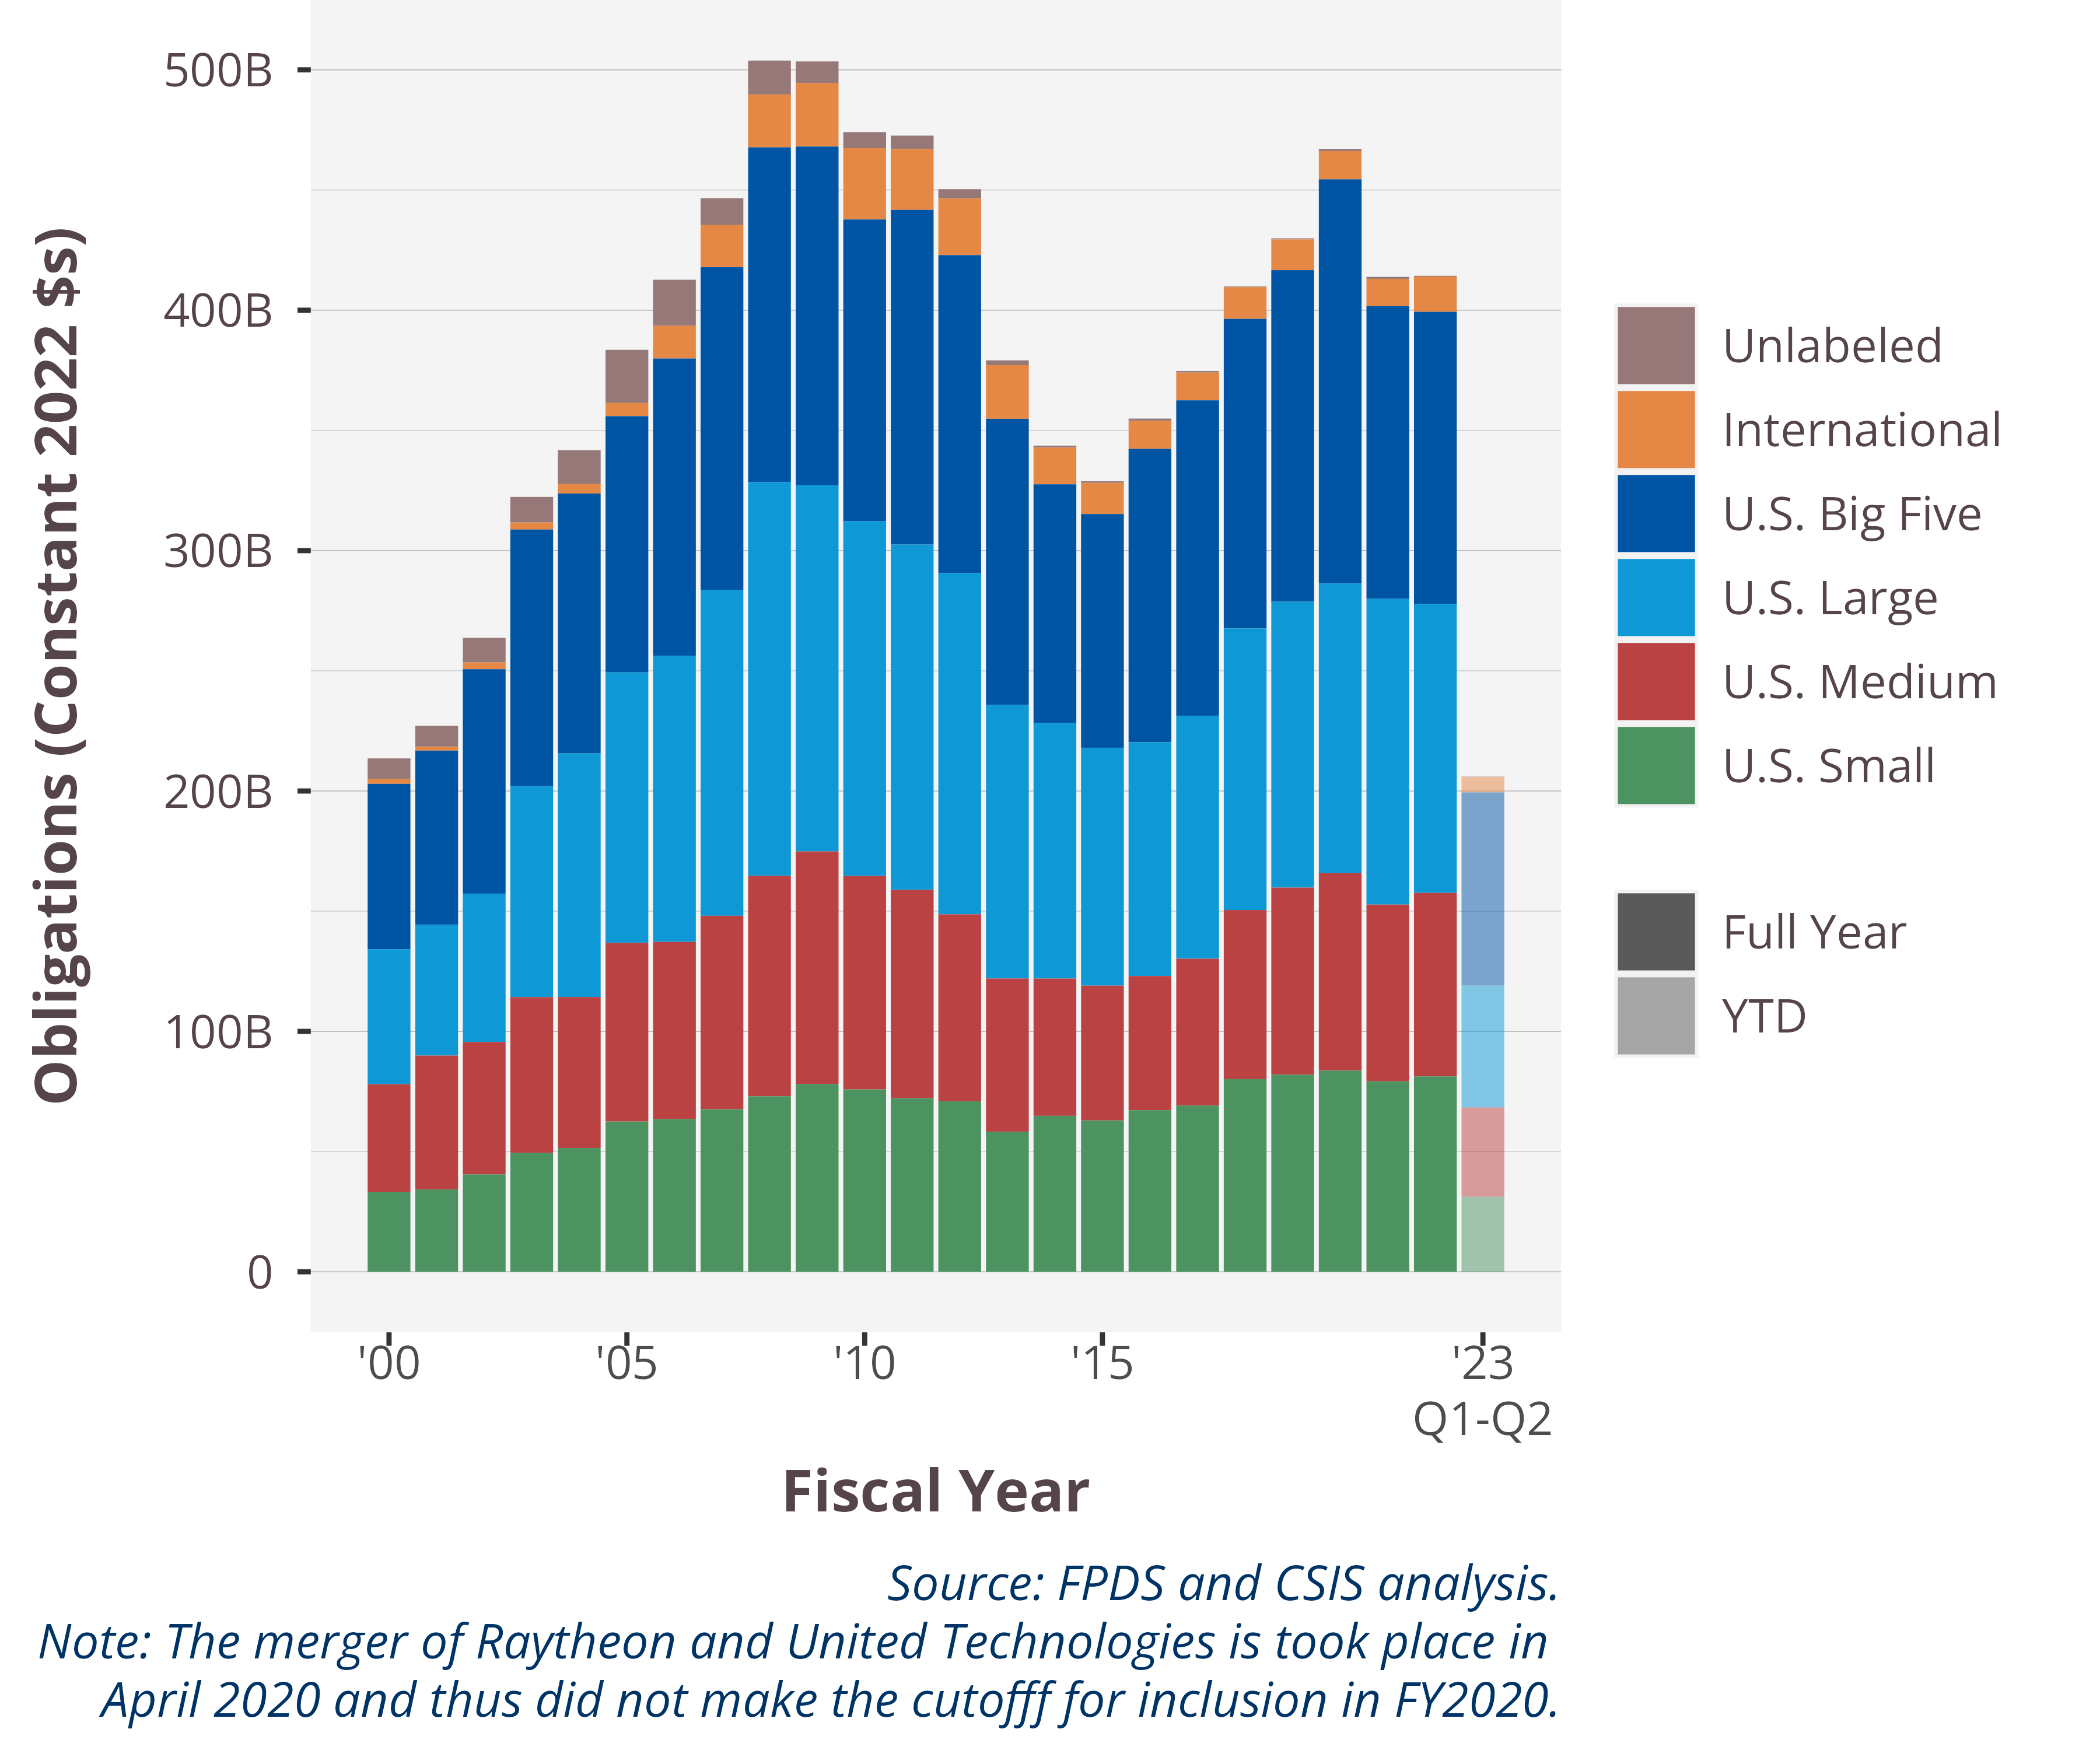 Obligations (Constant 2022 $s)
500B
400B
300B
200B
100B
0
'00
'05
'10
'15
'23
Q1-Q2
Fiscal Year
Unlabeled
International
U.S. Big Five
U.S. Large
U.S. Medium
U.S. Small
Full Year
YTD
Source: FPDS and CSIS analysis.
Note: The merger of Raytheon and United Technologies is took place in
April 2020 and thus did not make the cutoffff for inclusion in FY2020.